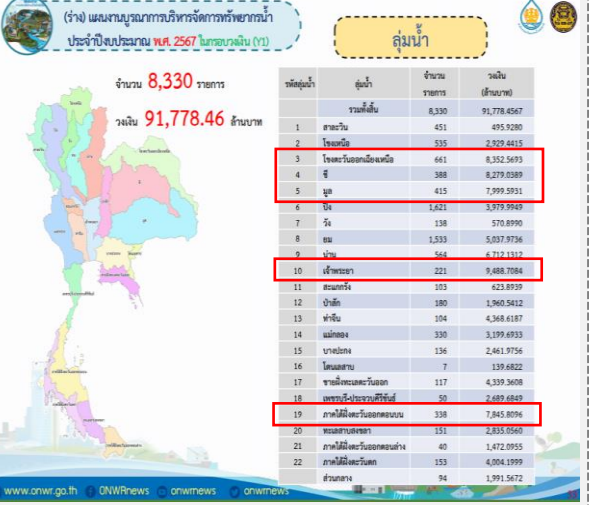 (ร่าง) แผนงานบูรณาการบริหารจัดการทรัพยากรน้ำ
ประจำปีงบประมาณ พ.ศ. 2567 ในกรอบวงเงิน (Y1)
ลุ่มน้ำ
จำนวน 8,330 รายการ
วงเงิน 91,778.46 ล้านบาท
รหัสลุ่มน้ำ ลุ่มน้ำ จำนวน รายการ วงเงิน (ล้านบาท)
รวมทั้งสิ้น 8,330 91,778.4567
1 สาละวิน 451 495.9280
2 โขงเหนือ 535 2,929.4415
3 โขงตะวันออกเฉียงเหนือ 661 8,352.5693
4 ชี 388 8,279.0389
5 มูล 415 7,999.5931
6 ปิง 1,621 3,979.9949
7 วัง 138 570.8990
8 ยม 1,533 5,037.9736
9 น่าน 564 6,712.1312
10 เจ้าพระยา 221 9,488.7084
11 สะแกกรัง 103 623.8939
12 ป่าสัก 180 1,960.5412
13 ท่าจีน 104 4,368.6187
14 แม่กลอง 330 3,199.6933
15 บางปะกง 136 2,461.9756
16 โตนเลสาบ 7 139.6822
17 ชายฝั่งทะเลตะวันออก 117 4,339.3608
18 เพชรบุรี-ประจวบคีรีขันธ์ 50 2,689.6849
19 ภาคใต้ฝั่งตะวันออกตอนบน 338 7,845.8096
20 ทะเลสาบสงขลา 151 2,835.0560
21 ภาคใต้ฝั่งตะวันออกตอนล่าง 40 1,472.0955
22 ภาคใต้ฝั่งตะวันตก 153 4,004.1999
ส่วนกลาง 94 1,991.5672
www.onwr.go.th ONWRnews onwrnews onwrnews